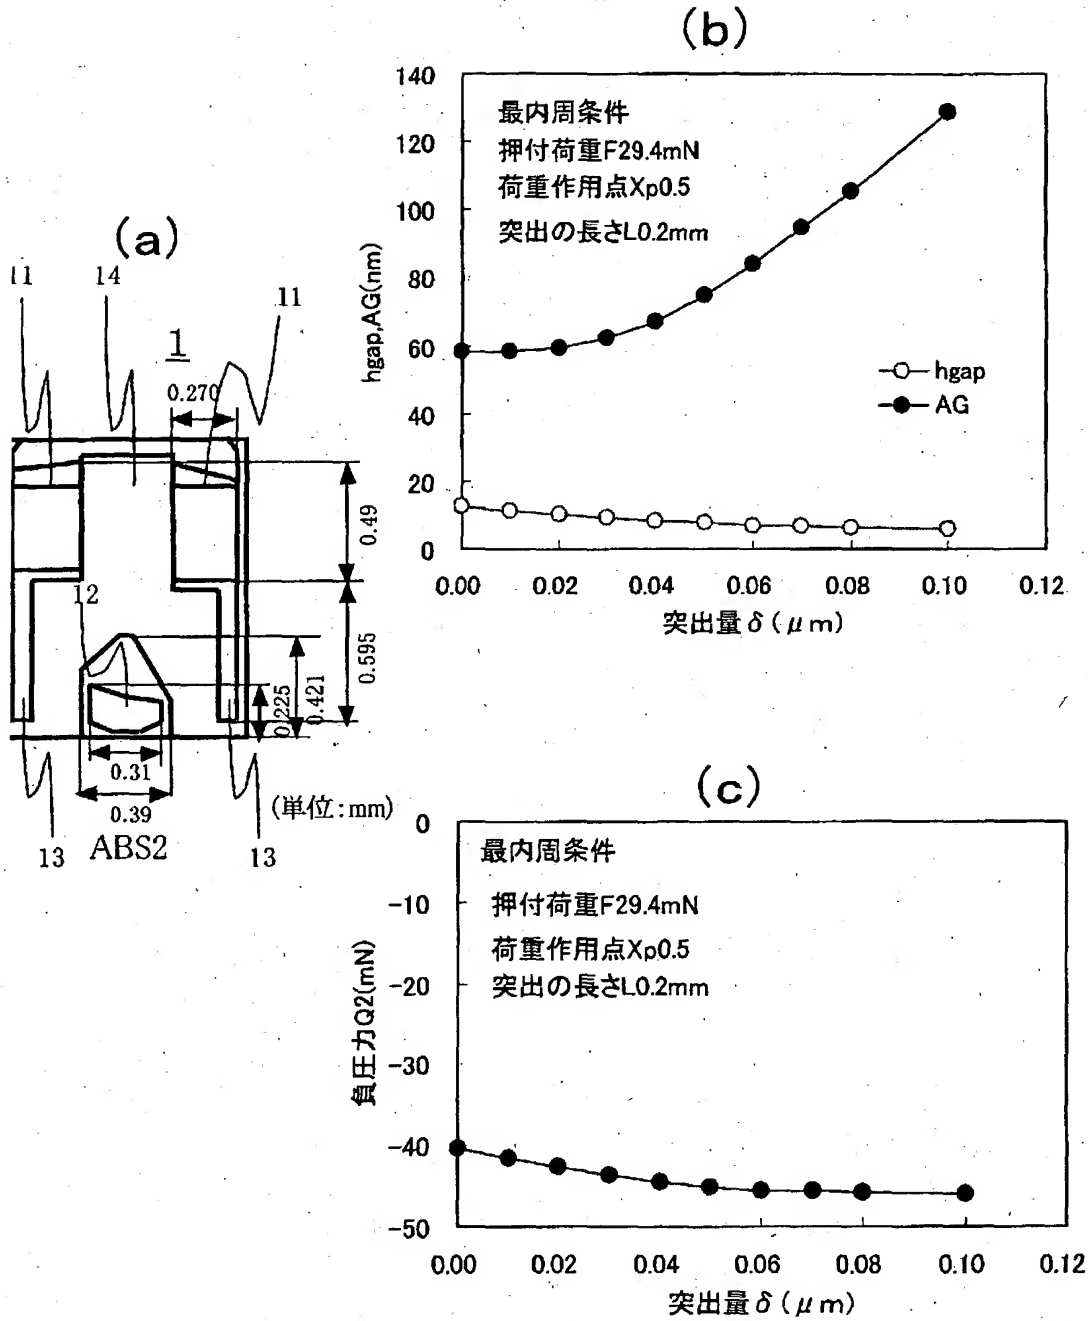 (b)
140
120
100
80
60
40
20
0
hgap,AG(nm)
最内周条件
押付荷重F29.4mN
荷重作用点Xp0.5
突出の長さL0.2mm
hgap
AG
0.00
0.02
0.04
0.06
0.08
0.10
0.12
突出量δ(μm)
(a)
11
14
11
1
0.270
0.49
12
0.595
0.421
0.225
0.31
0.39
(単位:mm)
13
ABS2
13
(c)
0
-10
-20
-30
-40
-50
負圧力Q2(mN)
最内周条件
押付荷重F29.4mN
荷重作用点Xp0.5
突出の長さL0.2mm
0.00
0.02
0.04
0.06
0.08
0.10
0.12
突出量δ(μm)